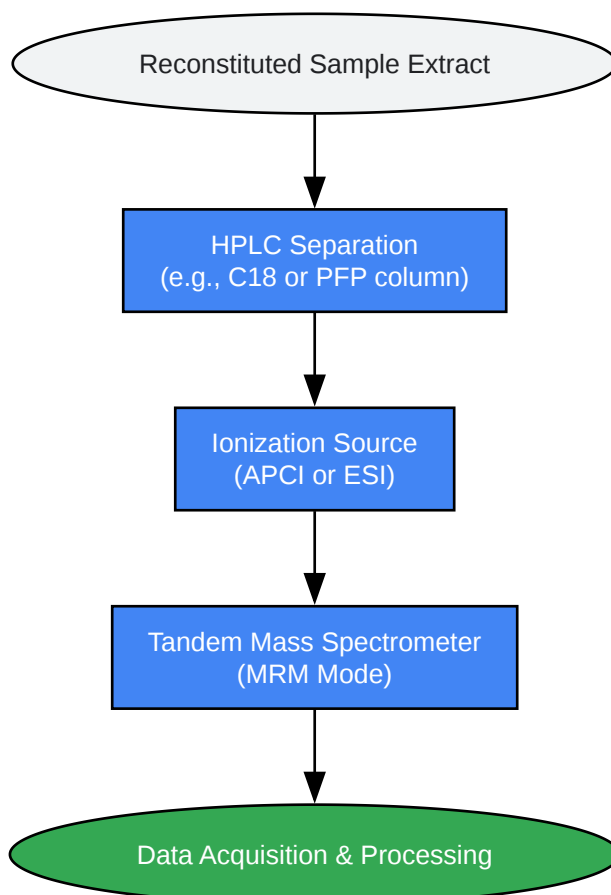 Reconstituted Sample Extract
HPLC Separation
(e.g., C18 or PFP column)
Ionization Source
(APCI or ESI)
Tandem Mass Spectrometer
(MRM Mode)
Data Acquisition & Processing